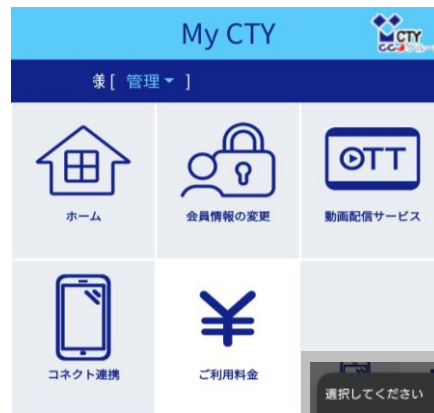 My CTY
CTY
様[ 管理 ]
OTT
ホーム
会員情報の変更
動画配信サービス
コネクト連携
ご利用料金
選択してください